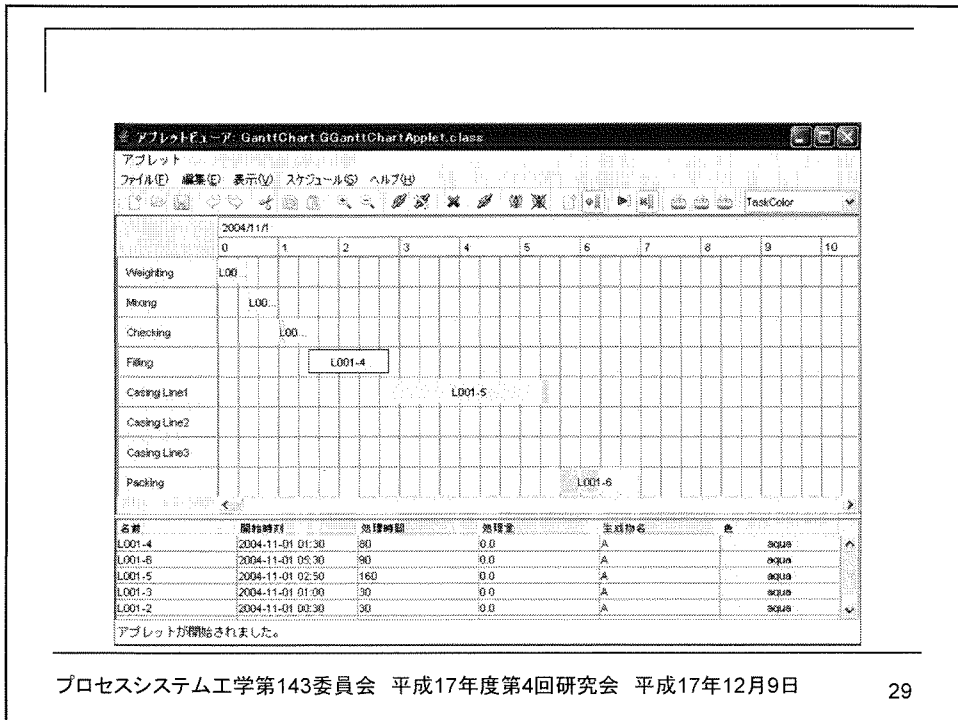 アプレットビューア: GanttChart.GGanttChartApplet.class
アプレット
ファイル(F) 編集(E) 表示(V) スケジュール(S) ヘルプ(H)
TaskColor
2004/11/1
0 1 2 3 4 5 6 7 8 9 10
Weighting L00...
Mixing L00...
Checking L00...
Filling L001-4
Casing Line1 L001-5
Casing Line2
Casing Line3
Packing L001-6
名前 開始時刻 処理時間 処理量 生成物名 色
L001-4 2004-11-01 01:30 80 0.0 A aqua
L001-6 2004-11-01 05:30 90 0.0 A aqua
L001-5 2004-11-01 02:50 160 0.0 A aqua
L001-3 2004-11-01 01:00 30 0.0 A aqua
L001-2 2004-11-01 00:30 30 0.0 A aqua
アプレットが開始されました。
プロセスシステム工学第143委員会 平成17年度第4回研究会 平成17年12月9日
29